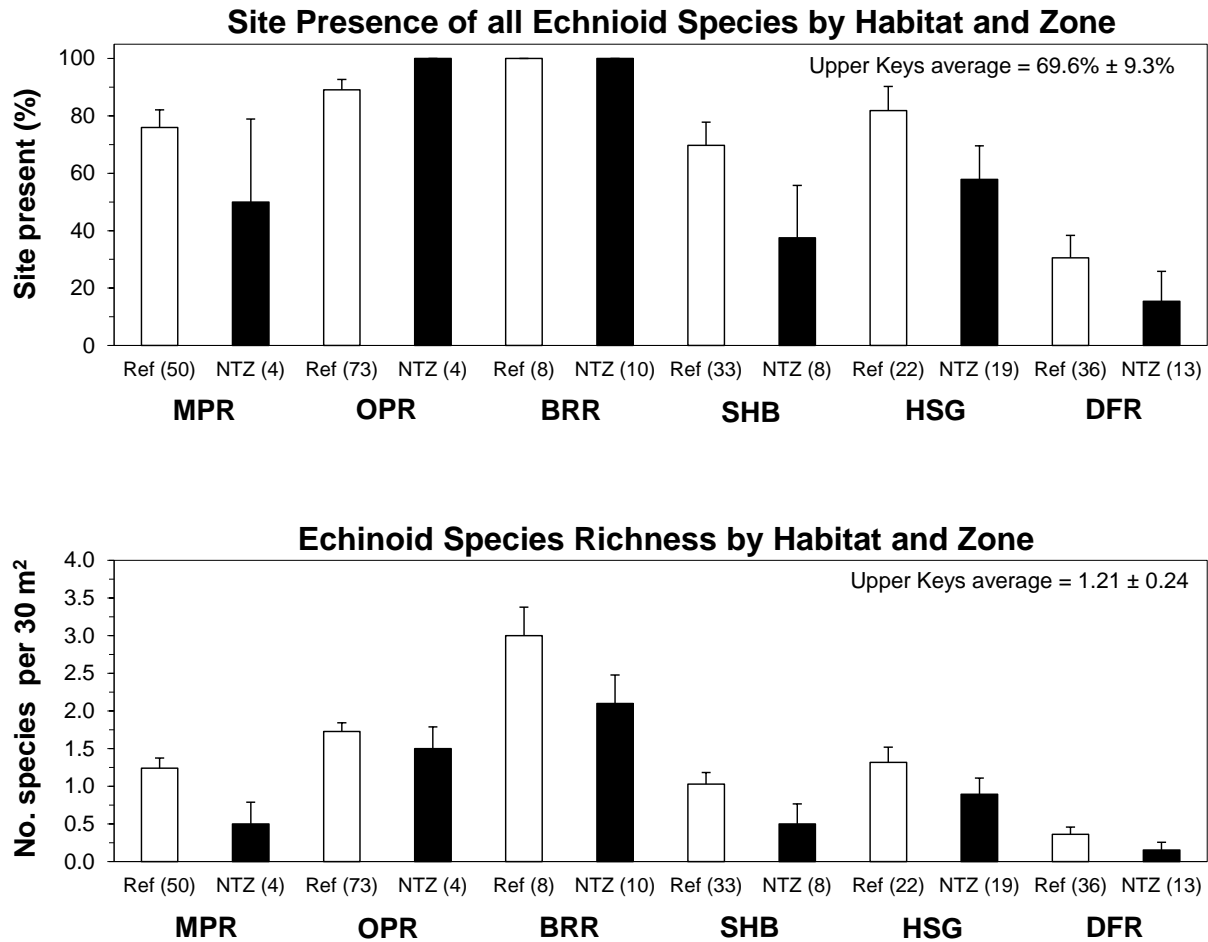 Site Presence of all Echnioid Species by Habitat and Zone
Upper Keys average = 69.6% ± 9.3%
Site present (%)
100
80
60
40
20
0
Ref (50) NTZ (4) Ref (73) NTZ (4) Ref (8) NTZ (10) Ref (33) NTZ (8) Ref (22) NTZ (19) Ref (36) NTZ (13)
MPR OPR BRR SHB HSG DFR
Echinoid Species Richness by Habitat and Zone
Upper Keys average = 1.21 ± 0.24
No. species per 30 m²
4.0
3.5
3.0
2.5
2.0
1.5
1.0
0.5
0.0
Ref (50) NTZ (4) Ref (73) NTZ (4) Ref (8) NTZ (10) Ref (33) NTZ (8) Ref (22) NTZ (19) Ref (36) NTZ (13)
MPR OPR BRR SHB HSG DFR